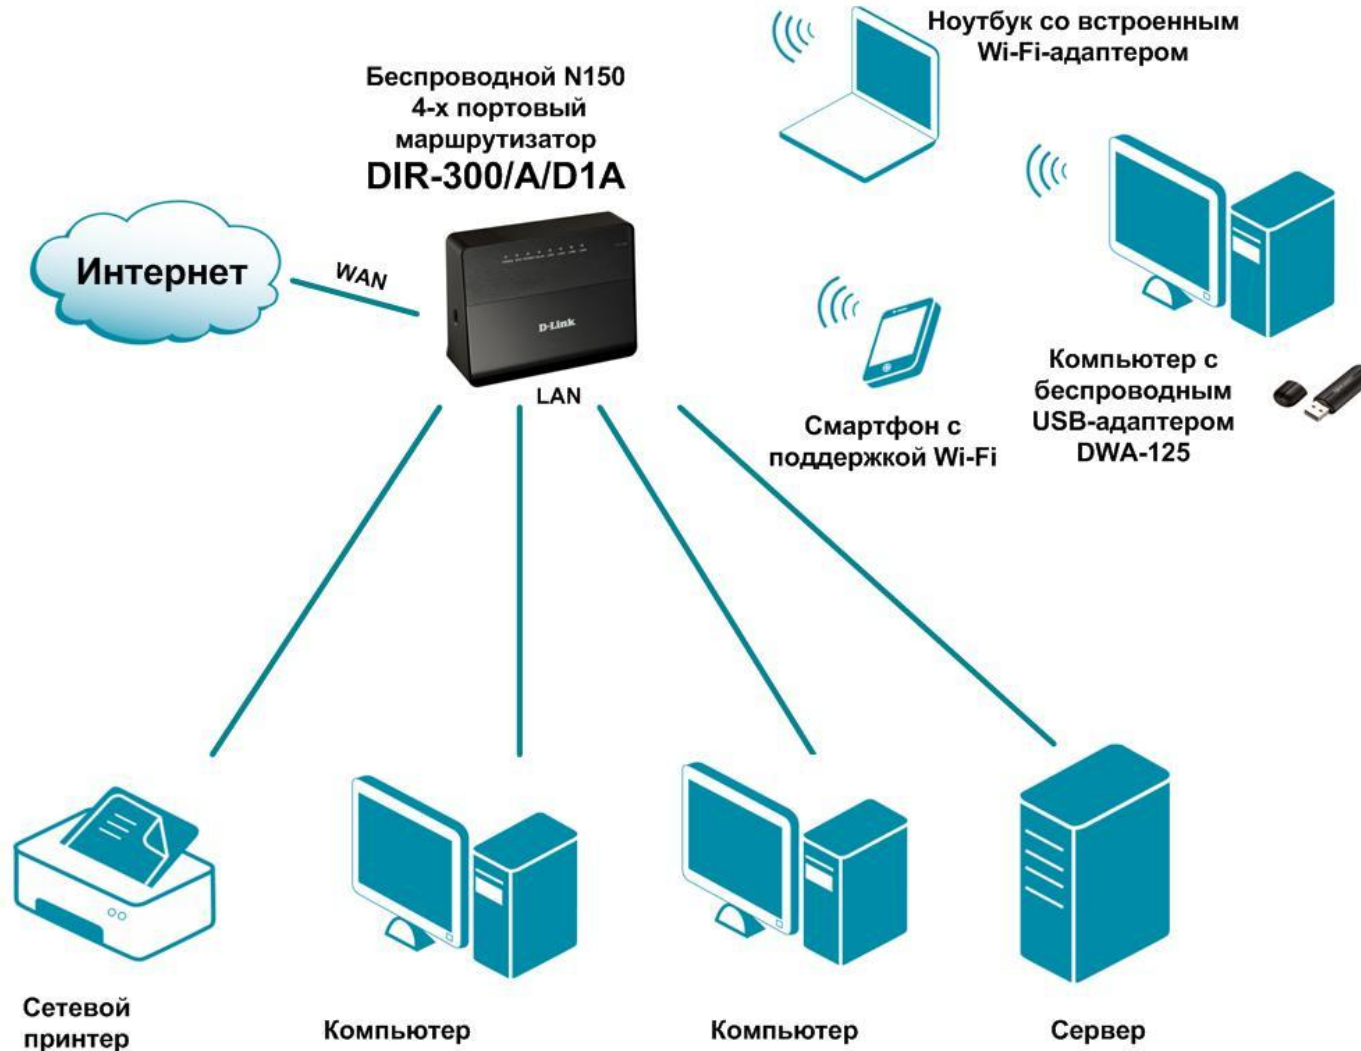 Ноутбук со встроенным
Wi-Fi-адаптером
Беспроводной N150
4-х портовый
маршрутизатор
DIR-300/A/D1A
Интернет
WAN
D-Link
LAN
Смартфон с
поддержкой Wi-Fi
Компьютер с
беспроводным
USB-адаптером
DWA-125
Сетевой
принтер
Компьютер
Компьютер
Сервер